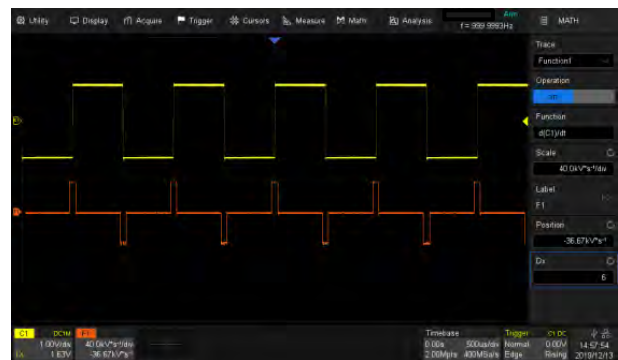 Utility Display Acquire Trigger Cursors Measure Math Analysis
f = 999.9993Hz
MATH
Trace
Function1
Operation
Function
d(C1)/dt
Scale
40.0kV*s⁻¹/div
Label
F1
Position
-36.67kV*s⁻¹
Dx
6
C1 DC1M F1
1.00V/div 40.0kV*s⁻¹/div
1X 1.63V -36.67kV*s⁻¹
Timebase
0.00s 500us/div
2.00Mpts 400MSa/s
Trigger C1 DC
Normal 0.00V
Edge Rising
14:57:54
2019/12/13